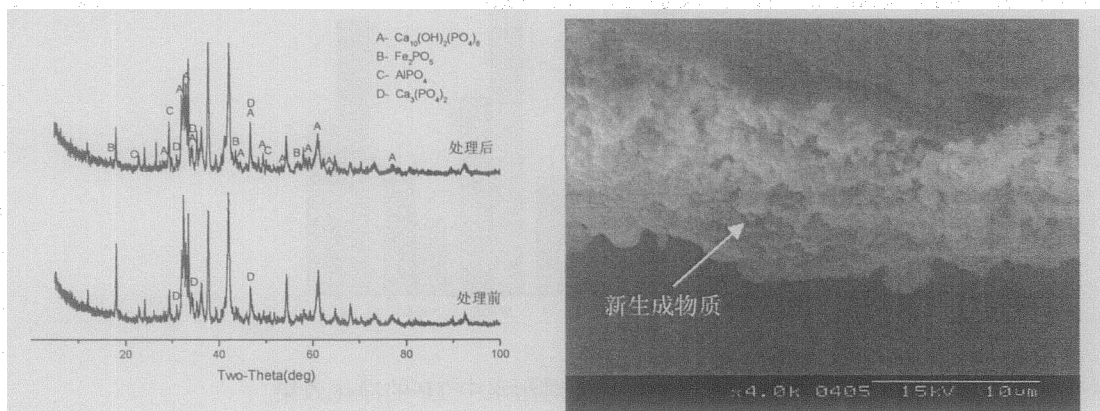 A- Ca10(OH)2(PO4)6
B- Fe2PO5
C- AlPO4
D- Ca3(PO4)2
处理后
B
C
A
C
D
A
D
D
A
D
A
B
A
A
C
A
B
A
A
A
A
处理前
D
D
D
20 40 60 80 100
Two-Theta(deg)
新生成物质
x4.0k 0405 15kV 10um